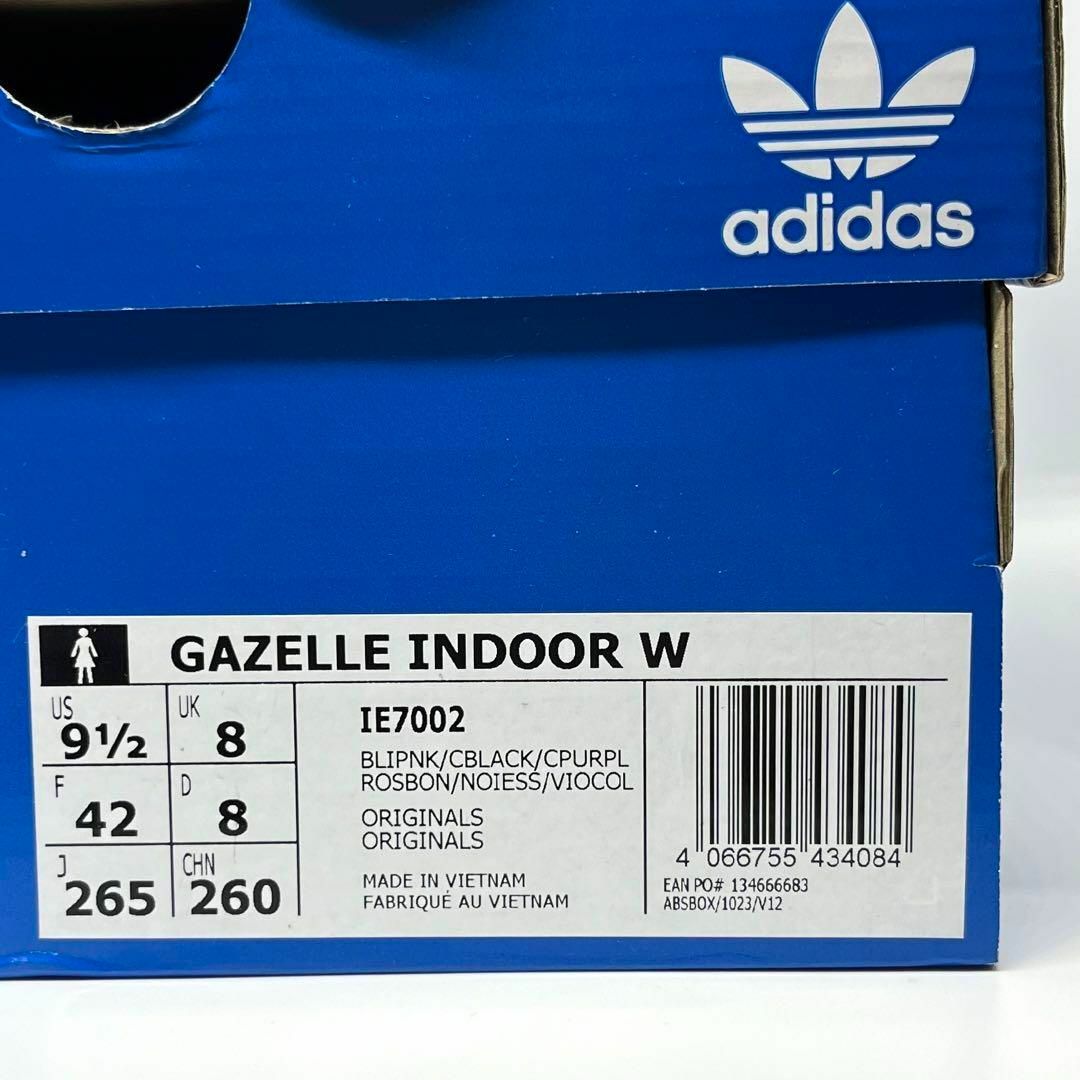 adidas
GAZELLE INDOOR W
US
9½
UK
8
F
42
D
8
J
265
CHN
260
IE7002
BLIPNK/CBLACK/CPURPL
ROSBON/NOIESS/VIOCOL
ORIGINALS
ORIGINALS
MADE IN VIETNAM
FABRIQUÉ AU VIETNAM
4 066755 434084
EAN PO# 134666683
ABSBOX/1023/V12